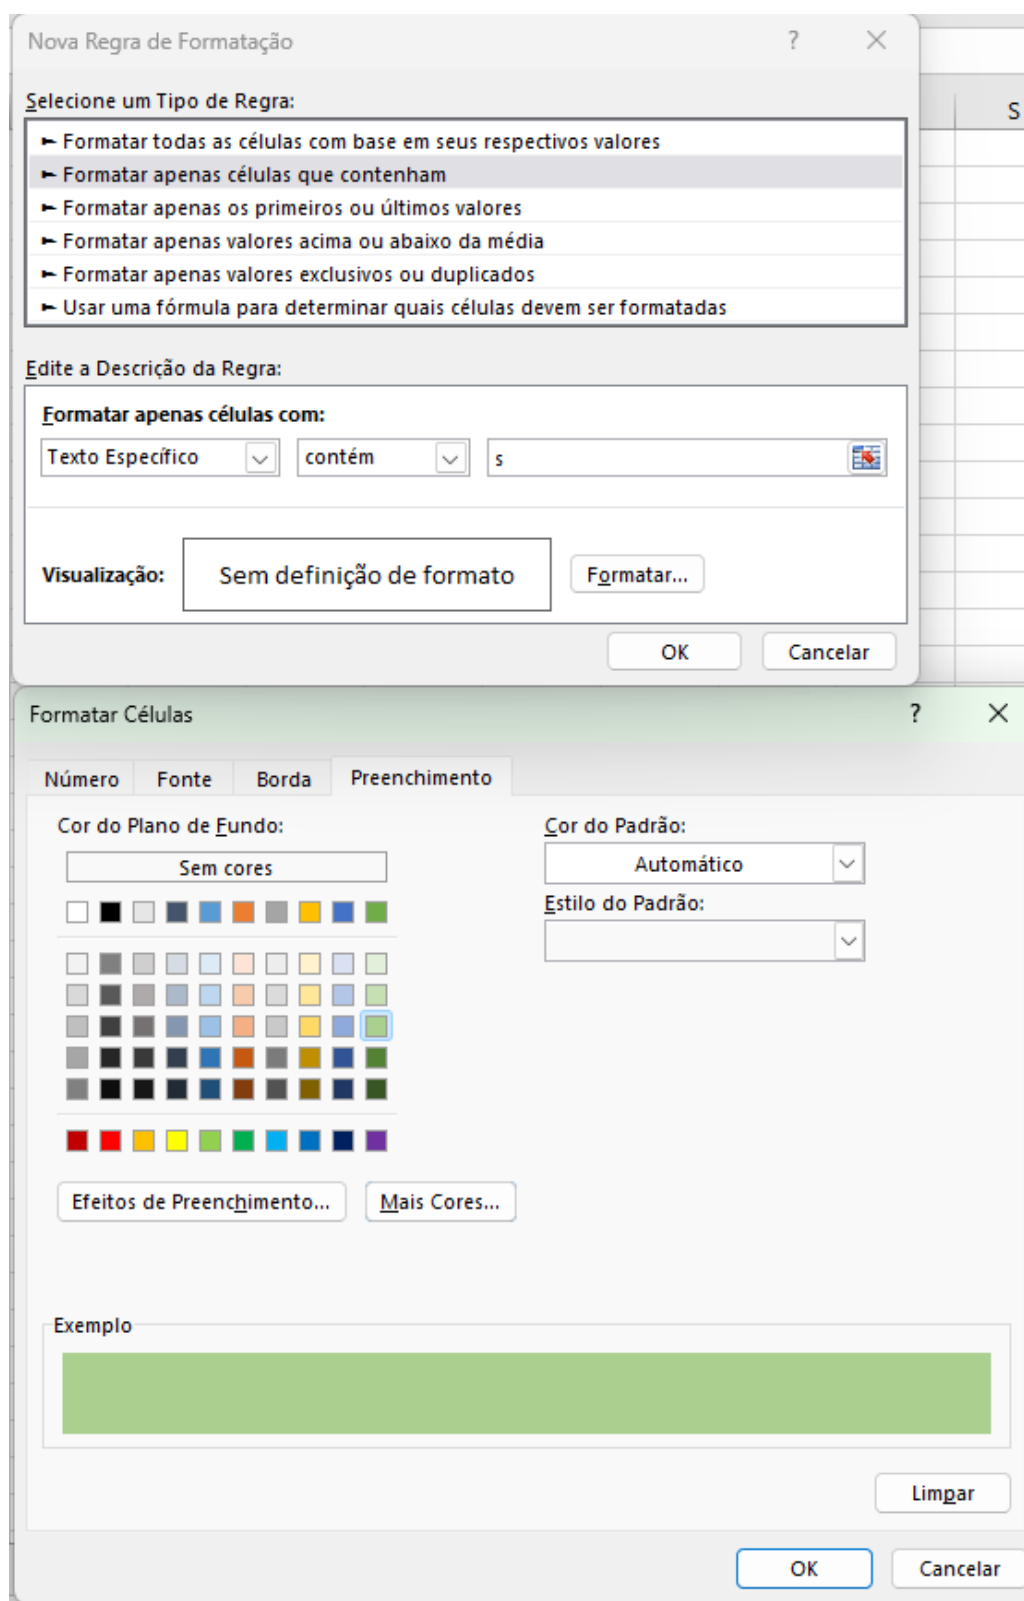 Nova Regra de Formatação ?
S
Selecione um Tipo de Regra:
Formatar todas as células com base em seus respectivos valores
Formatar apenas células que contenham
Formatar apenas os primeiros ou últimos valores
Formatar apenas valores acima ou abaixo da média
Formatar apenas valores exclusivos ou duplicados
Usar uma fórmula para determinar quais células devem ser formatadas
Edite a Descrição da Regra:
Formatar apenas células com:
Texto Específico contém s
Visualização: Sem definição de formato Formatar...
OK Cancelar
Formatar Células ?
Número Fonte Borda Preenchimento
Cor do Plano de Fundo: Cor do Padrão:
Sem cores Automático
Estilo do Padrão:
Efeitos de Preenchimento... Mais Cores...
Exemplo
Limpar
OK Cancelar